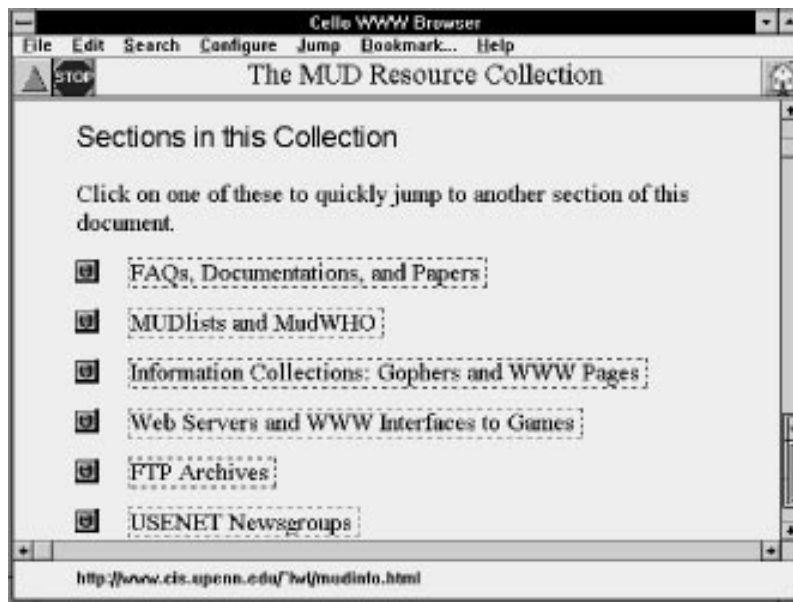 Cello WWW Browser
File Edit Search Configure Jump Bookmark... Help
STOP The MUD Resource Collection
Sections in this Collection
Click on one of these to quickly jump to another section of this
document.
FAQs, Documentations, and Papers
MUDlists and MudWHO
Information Collections: Gophers and WWW Pages
Web Servers and WWW Interfaces to Games
FTP Archives
USENET Newsgroups
http://www.cis.upenn.edu/~lwl/mudinfo.html